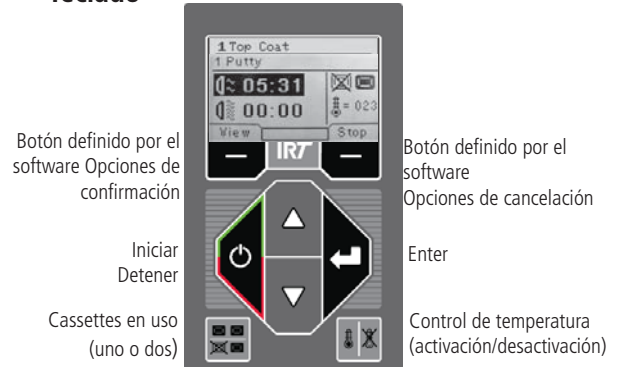 Teclado
1 Top Coat
1 Putty
05:31
00:00
= 023
View
Stop
IRT
Botón definido por el
software Opciones de
confirmación
Botón definido por el
software
Opciones de cancelación
Iniciar
Detener
Enter
Cassettes en uso
(uno o dos)
Control de temperatura
(activación/desactivación)